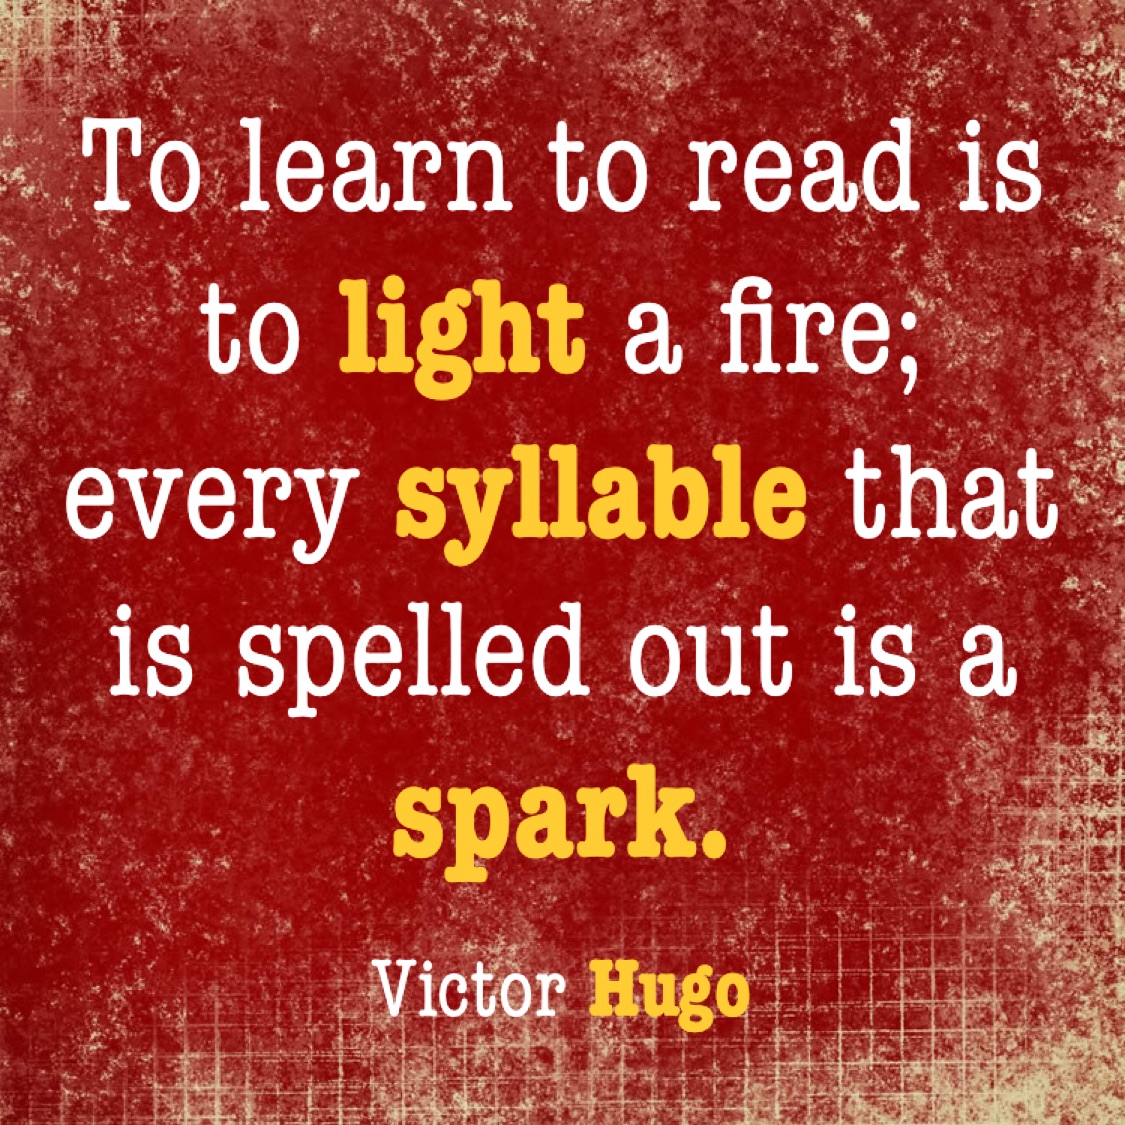 To learn to read is
to light a fire;
every syllable that
is spelled out is a
spark.
Victor Hugo